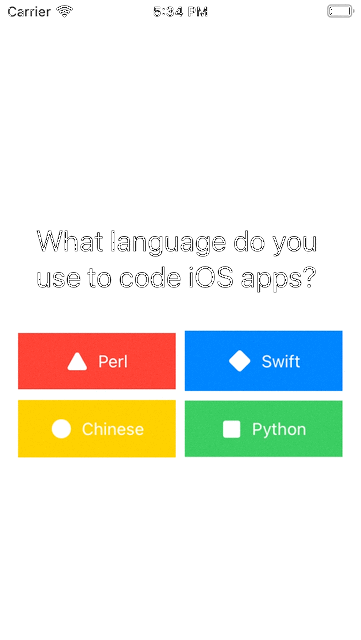 Carrier 5:34 PM
What language do you
use to code iOS apps?
Perl Swift
Chinese Python